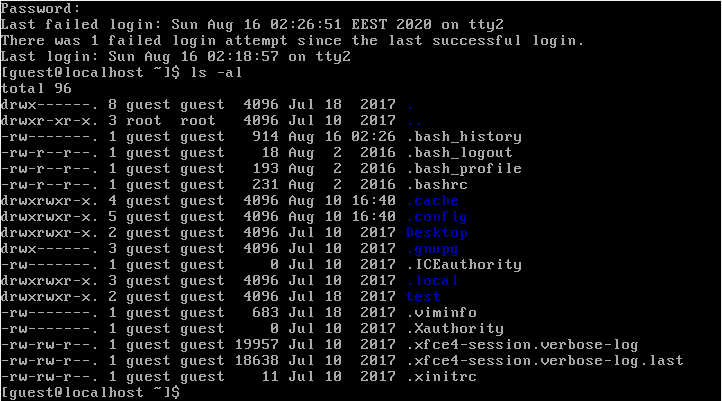 Password:
Last failed login: Sun Aug 16 02:26:51 EEST 2020 on tty2
There was 1 failed login attempt since the last successful login.
Last login: Sun Aug 16 02:18:57 on tty2
[guest@localhost ~]$ ls -al
total 96
drwx------. 8 guest guest  4096 Jul 18  2017 .
drwxr-xr-x. 3 root  root   4096 Jul 10  2017 ..
-rw-------. 1 guest guest   914 Aug 16 02:26 .bash_history
-rw-r--r--. 1 guest guest    18 Aug  2  2016 .bash_logout
-rw-r--r--. 1 guest guest   193 Aug  2  2016 .bash_profile
-rw-r--r--. 1 guest guest   231 Aug  2  2016 .bashrc
drwxrwxr-x. 4 guest guest  4096 Aug 10 16:40 .cache
drwxrwxr-x. 5 guest guest  4096 Aug 10 16:40 .config
drwxrwxr-x. 2 guest guest  4096 Jul 10  2017 Desktop
drwx------. 3 guest guest  4096 Jul 10  2017 .gnupg
-rw-------. 1 guest guest     0 Jul 10  2017 .ICEauthority
drwxrwxr-x. 3 guest guest  4096 Jul 10  2017 .local
drwxrwxr-x. 2 guest guest  4096 Jul 18  2017 test
-rw-------. 1 guest guest   683 Jul 18  2017 .viminfo
-rw-------. 1 guest guest     0 Jul 10  2017 .Xauthority
-rw-rw-r--. 1 guest guest 19957 Jul 10  2017 .xfce4-session.verbose-log
-rw-rw-r--. 1 guest guest 18638 Jul 10  2017 .xfce4-session.verbose-log.last
-rw-rw-r--. 1 guest guest    11 Jul 10  2017 .xinitrc
[guest@localhost ~]$